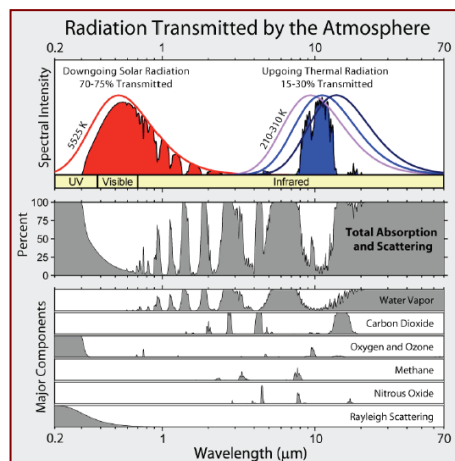 Radiation Transmitted by the Atmosphere
0.2 1 10 70
Downgoing Solar Radiation
70-75% Transmitted
Upgoing Thermal Radiation
15-30% Transmitted
Spectral Intensity
5525 K
210-310 K
UV Visible Infrared
Percent
100
75
50
25
0
Total Absorption
and Scattering
Major Components
Water Vapor
Carbon Dioxide
Oxygen and Ozone
Methane
Nitrous Oxide
Rayleigh Scattering
0.2 1 10 70
Wavelength (μm)